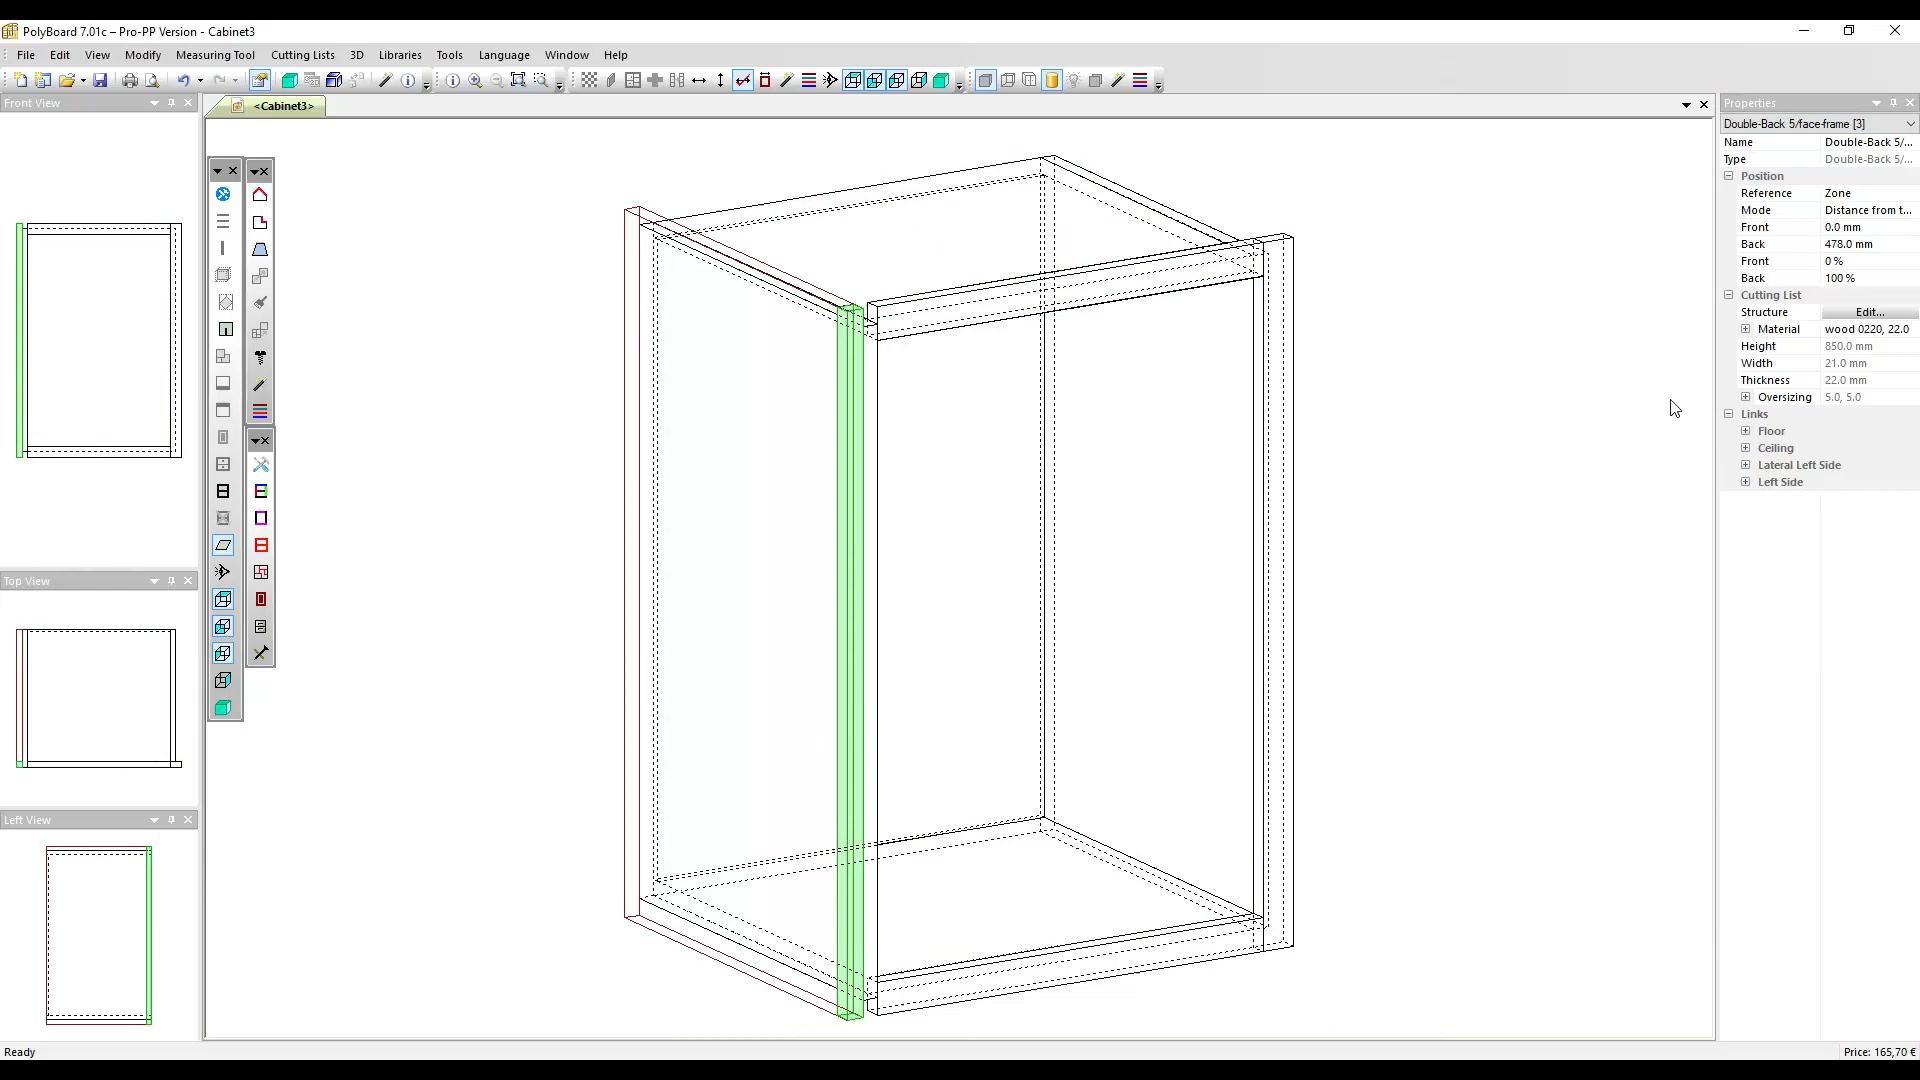 PolyBoard 7.01c – Pro-PP Version - Cabinet3
File Edit View Modify Measuring Tool Cutting Lists 3D Libraries Tools Language Window Help
Front View
<Cabinet3>
Top View
Left View
Properties
Double-Back 5/face-frame [3]
Name Double-Back 5/...
Type Double-Back 5/...
Position
Reference Zone
Mode Distance from t...
Front 0.0 mm
Back 478.0 mm
Front 0 %
Back 100 %
Cutting List
Structure Edit...
Material wood 0220, 22.0
Height 850.0 mm
Width 21.0 mm
Thickness 22.0 mm
Oversizing 5.0, 5.0
Links
Floor
Ceiling
Lateral Left Side
Left Side
Ready
Price: 165,70 €